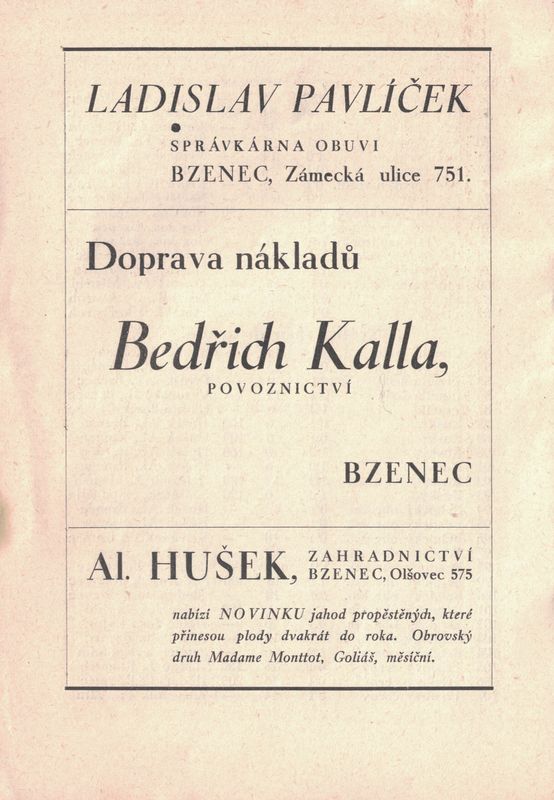 LADISLAV PAVLÍČEK
SPRÁVKÁRNA OBUVI
BZENEC, Zámecká ulice 751.
Doprava nákladů
Bedřich Kalla,
POVOZNICTVÍ
BZENEC
Al. HUŠEK, ZAHRADNICTVÍ
BZENEC, Olšovec 575
nabízí NOVINKU jahod propěstěných, které
přinesou plody dvakrát do roka. Obrovský
druh Madame Monttot, Goliáš, měsíční.